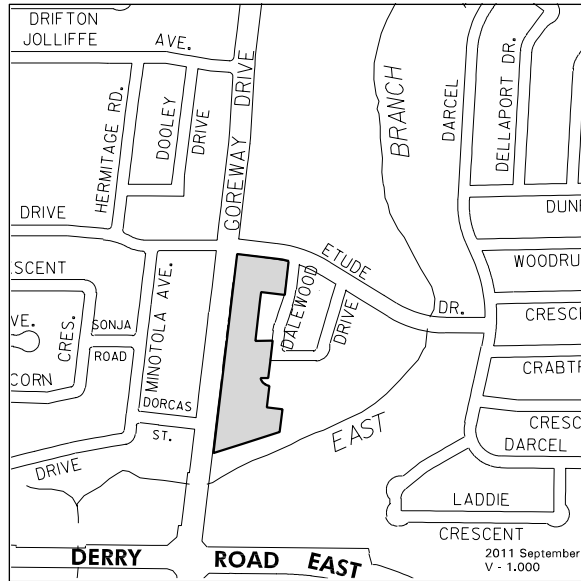 DRIFTON
JOLLIFFE AVE.
GOREWAY DRIVE
BRANCH
DARCEL
DELLAPORT DR.
HERMITAGE RD.
DOOLEY
DRIVE
DRIVE
DUN
ETUDE
DR.
SCENT
MINOTOLA AVE.
DALEWOOD
DRIVE
WOODRU
VE.
CRES.
SONJA
ROAD
CRESC
CORN
CRABT
DORCAS
ST.
EAST
CRESC
DARCEL
DRIVE
LADDIE
CRESCENT
DERRY ROAD EAST
2011 September
V - 1.000